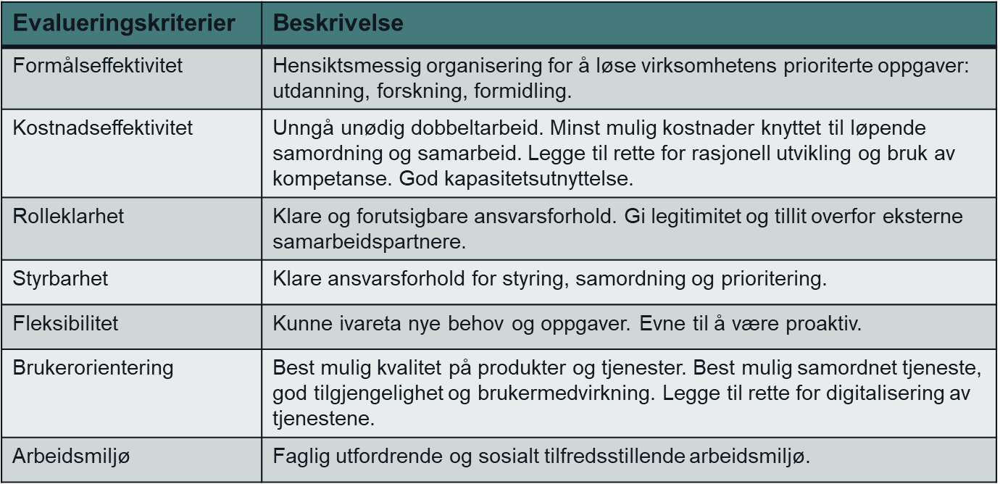 Evalueringskriterier Beskrivelse
Formålseffektivitet Hensiktsmessig organisering for å løse virksomhetens prioriterte oppgaver:
utdanning, forskning, formidling.
Kostnadseffektivitet Unngå unødig dobbeltarbeid. Minst mulig kostnader knyttet til løpende
samordning og samarbeid. Legge til rette for rasjonell utvikling og bruk av
kompetanse. God kapasitetsutnyttelse.
Rolleklarhet Klare og forutsigbare ansvarsforhold. Gi legitimitet og tillit overfor eksterne
samarbeidspartnere.
Styrbarhet Klare ansvarsforhold for styring, samordning og prioritering.
Fleksibilitet Kunne ivareta nye behov og oppgaver. Evne til å være proaktiv.
Brukerorientering Best mulig kvalitet på produkter og tjenester. Best mulig samordnet tjeneste,
god tilgjengelighet og brukermedvirkning. Legge til rette for digitalisering av
tjenestene.
Arbeidsmiljø Faglig utfordrende og sosialt tilfredsstillende arbeidsmiljø.